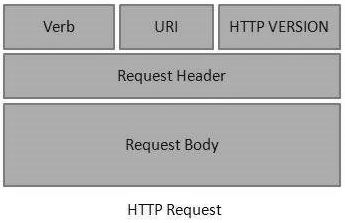 Verb URI HTTP VERSION
Request Header
Request Body
HTTP Request